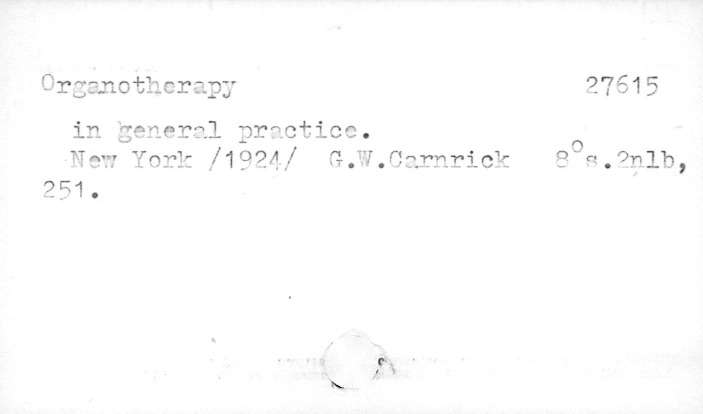 Organotherapy 27615
in general practice.
New York /1924/ G.W.Carnrick 8°s.2nlb,
251.